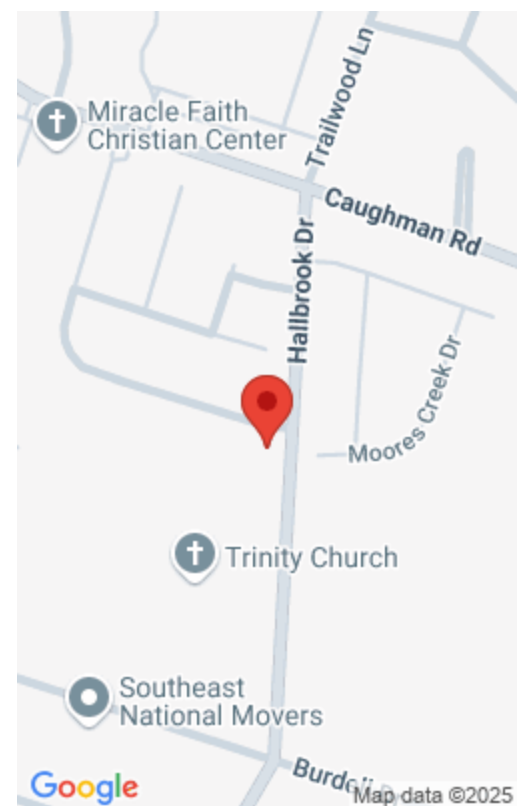 Trailwood Ln
Miracle Faith
Christian Center
Caughman Rd
Hallbrook Dr
Moores Creek Dr
Trinity Church
Southeast
National Movers
Google
Map data ©2025